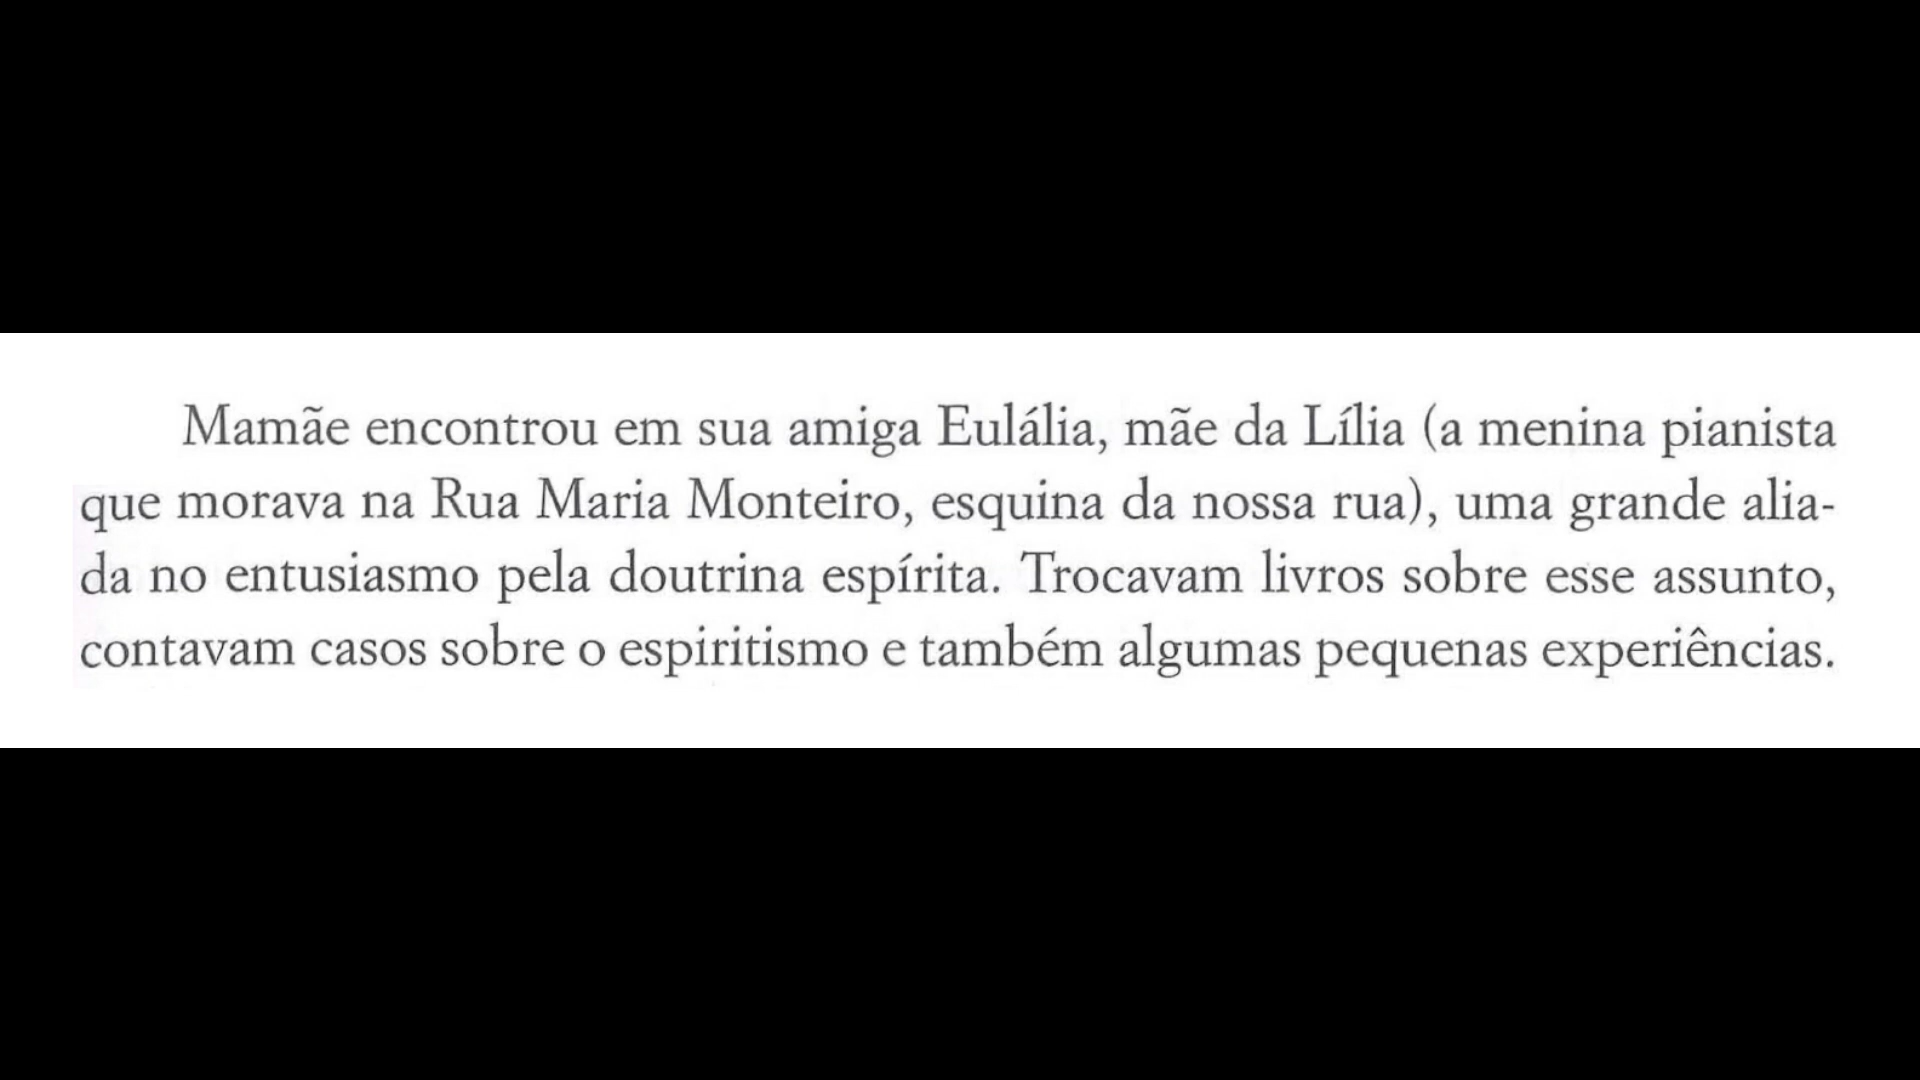 Mamãe encontrou em sua amiga Eulália, mãe da Lília (a menina pianista
que morava na Rua Maria Monteiro, esquina da nossa rua), uma grande alia-
da no entusiasmo pela doutrina espírita. Trocavam livros sobre esse assunto,
contavam casos sobre o espiritismo e também algumas pequenas experiências.